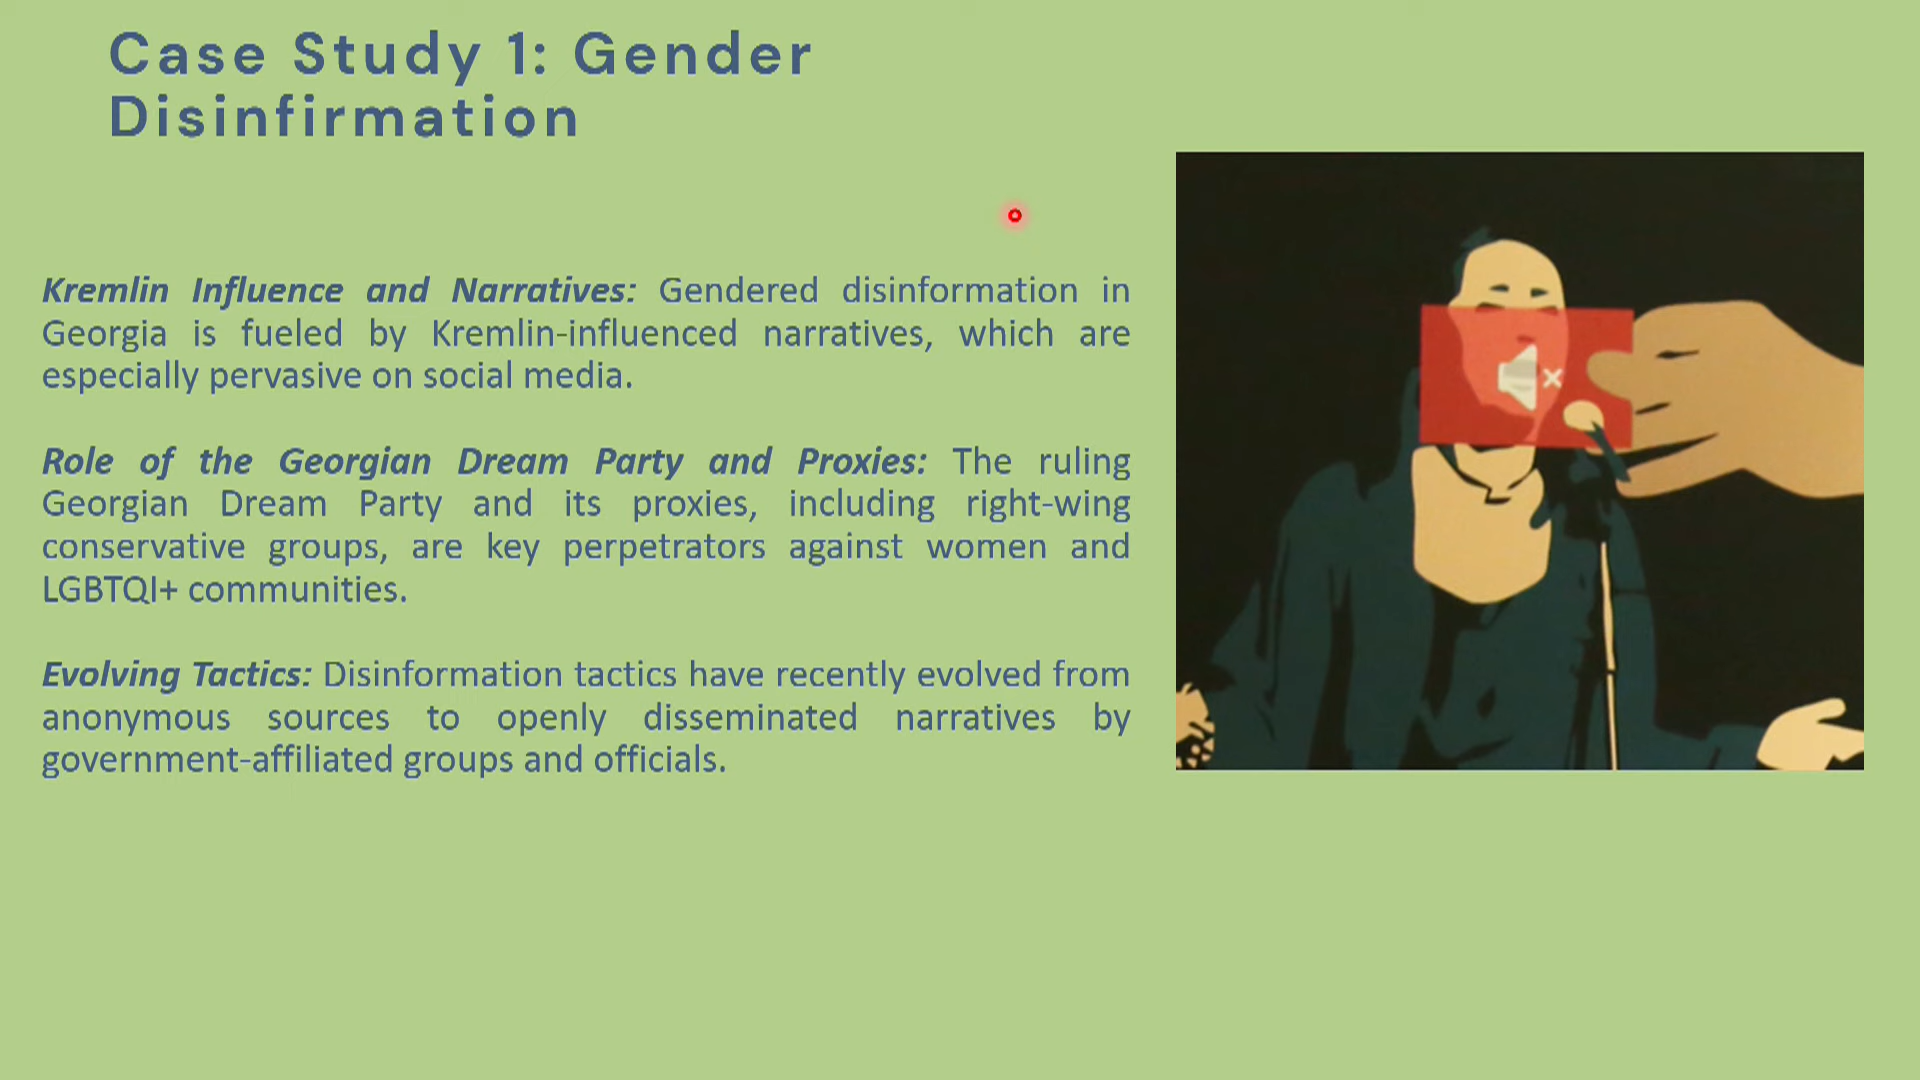 Case Study 1: Gender
Disinfirmation
Kremlin Influence and Narratives: Gendered disinformation in
Georgia is fueled by Kremlin-influenced narratives, which are
especially pervasive on social media.
Role of the Georgian Dream Party and Proxies: The ruling
Georgian Dream Party and its proxies, including right-wing
conservative groups, are key perpetrators against women and
LGBTQI+ communities.
Evolving Tactics: Disinformation tactics have recently evolved from
anonymous sources to openly disseminated narratives by
government-affiliated groups and officials.